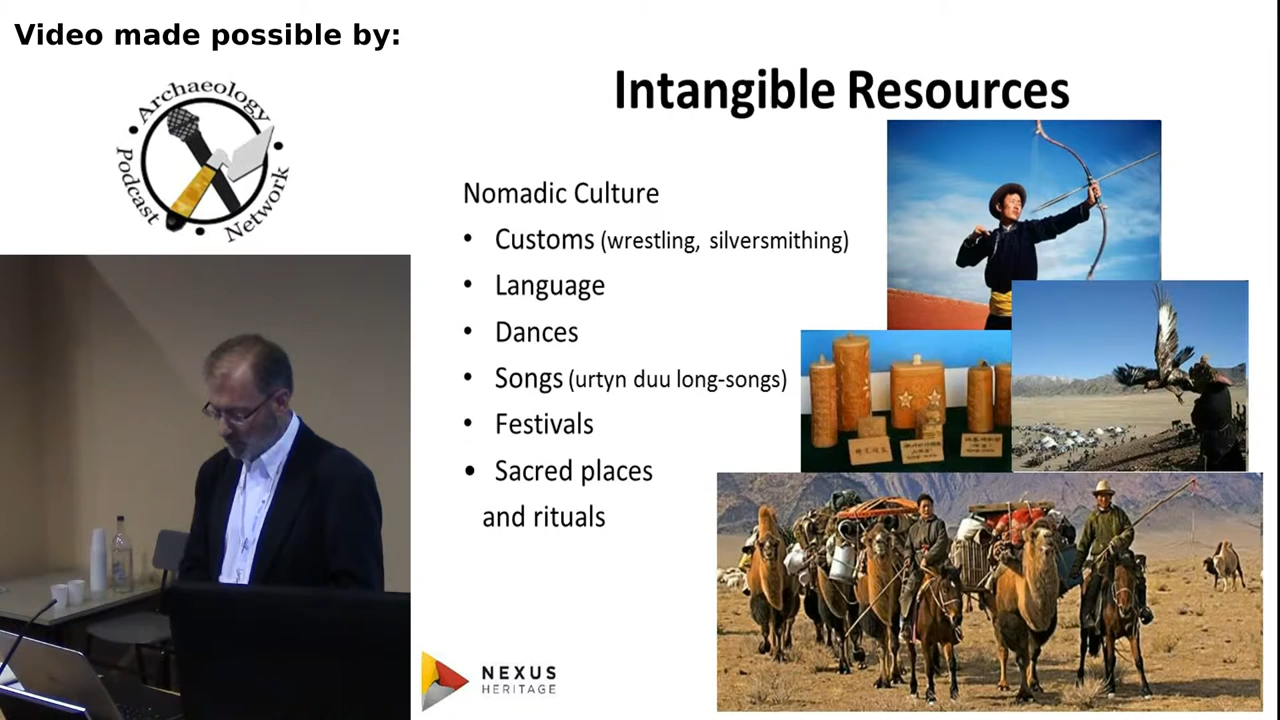 Video made possible by:
Archaeology
Podcast
Network
Intangible Resources
Nomadic Culture
• Customs (wrestling, silversmithing)
• Language
• Dances
• Songs (urtyn duu long-songs)
• Festivals
• Sacred places
and rituals
NEXUS
HERITAGE